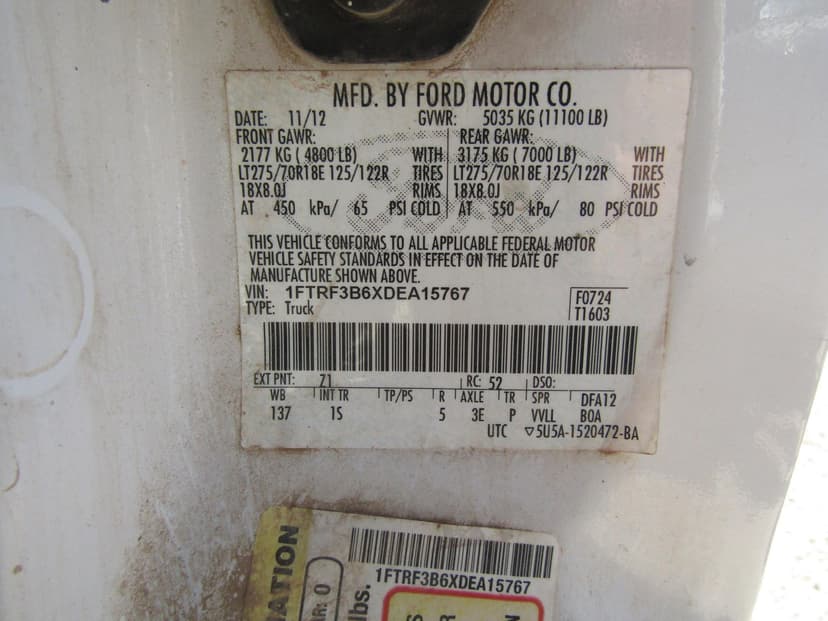 MFD. BY FORD MOTOR CO.
DATE: 11/12 GVWR: 5035 KG (11100 LB)
FRONT GAWR: REAR GAWR:
2177 KG ( 4800 LB) WITH 3175 KG ( 7000 LB) WITH
LT275/70R18E 125/122R TIRES LT275/70R18E 125/122R TIRES
18X8.0J RIMS 18X8.0J RIMS
AT 450 kPa/ 65 PSI COLD AT 550 kPa/ 80 PSI COLD
THIS VEHICLE CONFORMS TO ALL APPLICABLE FEDERAL MOTOR
VEHICLE SAFETY STANDARDS IN EFFECT ON THE DATE OF
MANUFACTURE SHOWN ABOVE.
VIN: 1FTRF3B6XDEA15767 F0724
TYPE: Truck T1603
EXT PNT: 71 RC: 52 DSO:
WB INT TR TP/PS R AXLE TR SPR DFA12
137 1S 5 3E P VVLL BOA
UTC ▽5U5A-1520472-BA
1FTRF3B6XDEA15767
lbs.